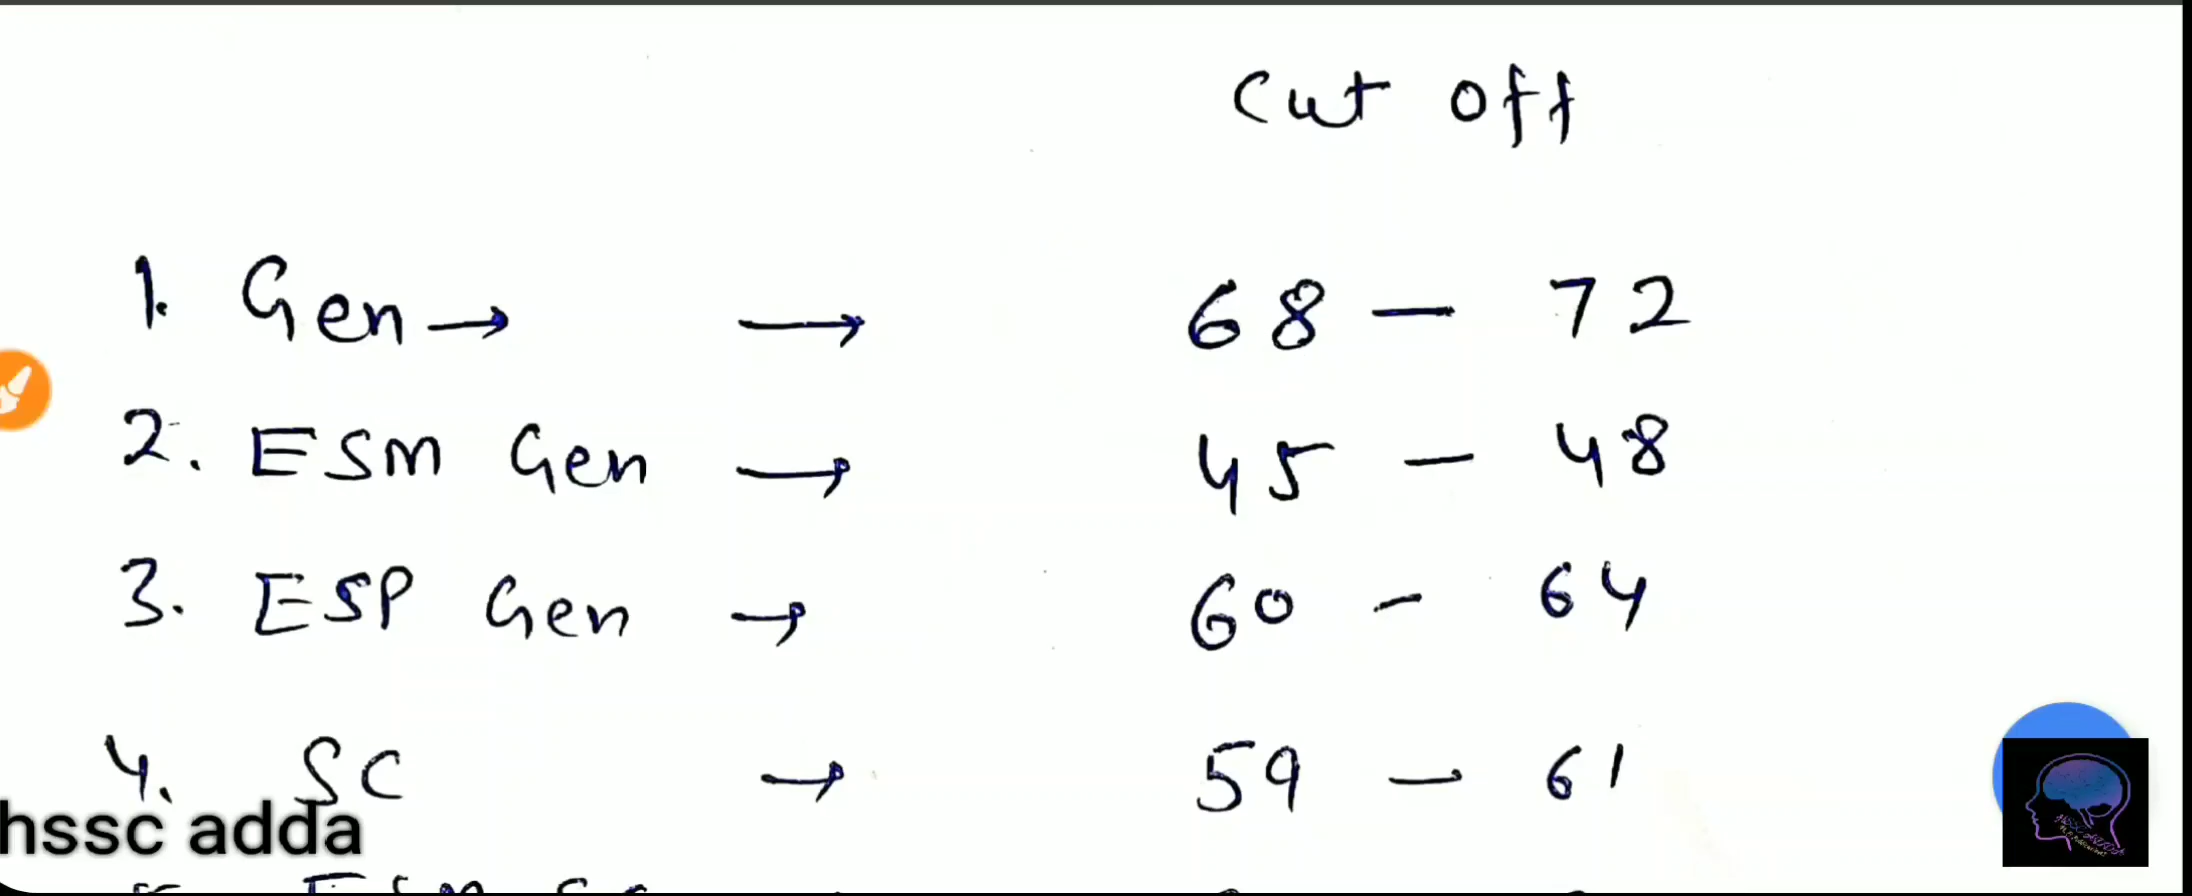 Cut off
1. Gen → → 68 – 72
2. ESM Gen → 45 – 48
3. ESP Gen → 60 – 64
4. SC → 59 – 61
hssc adda